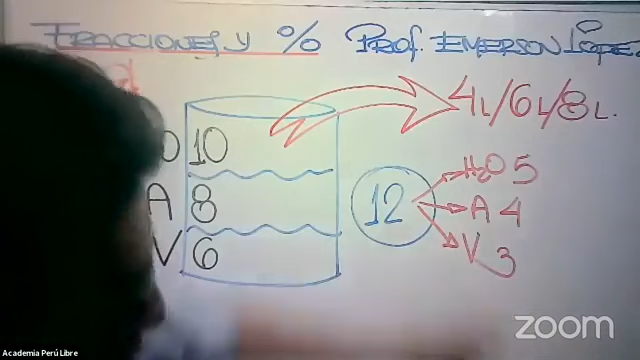 FRACCIONES Y % PROF. EMERSON LÓPEZ
4L/6L/8L.
O 10
H2O 5
A 8
12
A 4
V 6
V 3
zoom
Academia Perú Libre